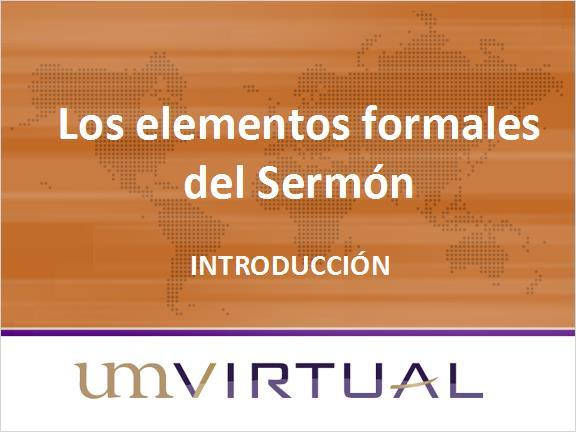 Los elementos formales
del Sermón
INTRODUCCIÓN
umVIRTUAL